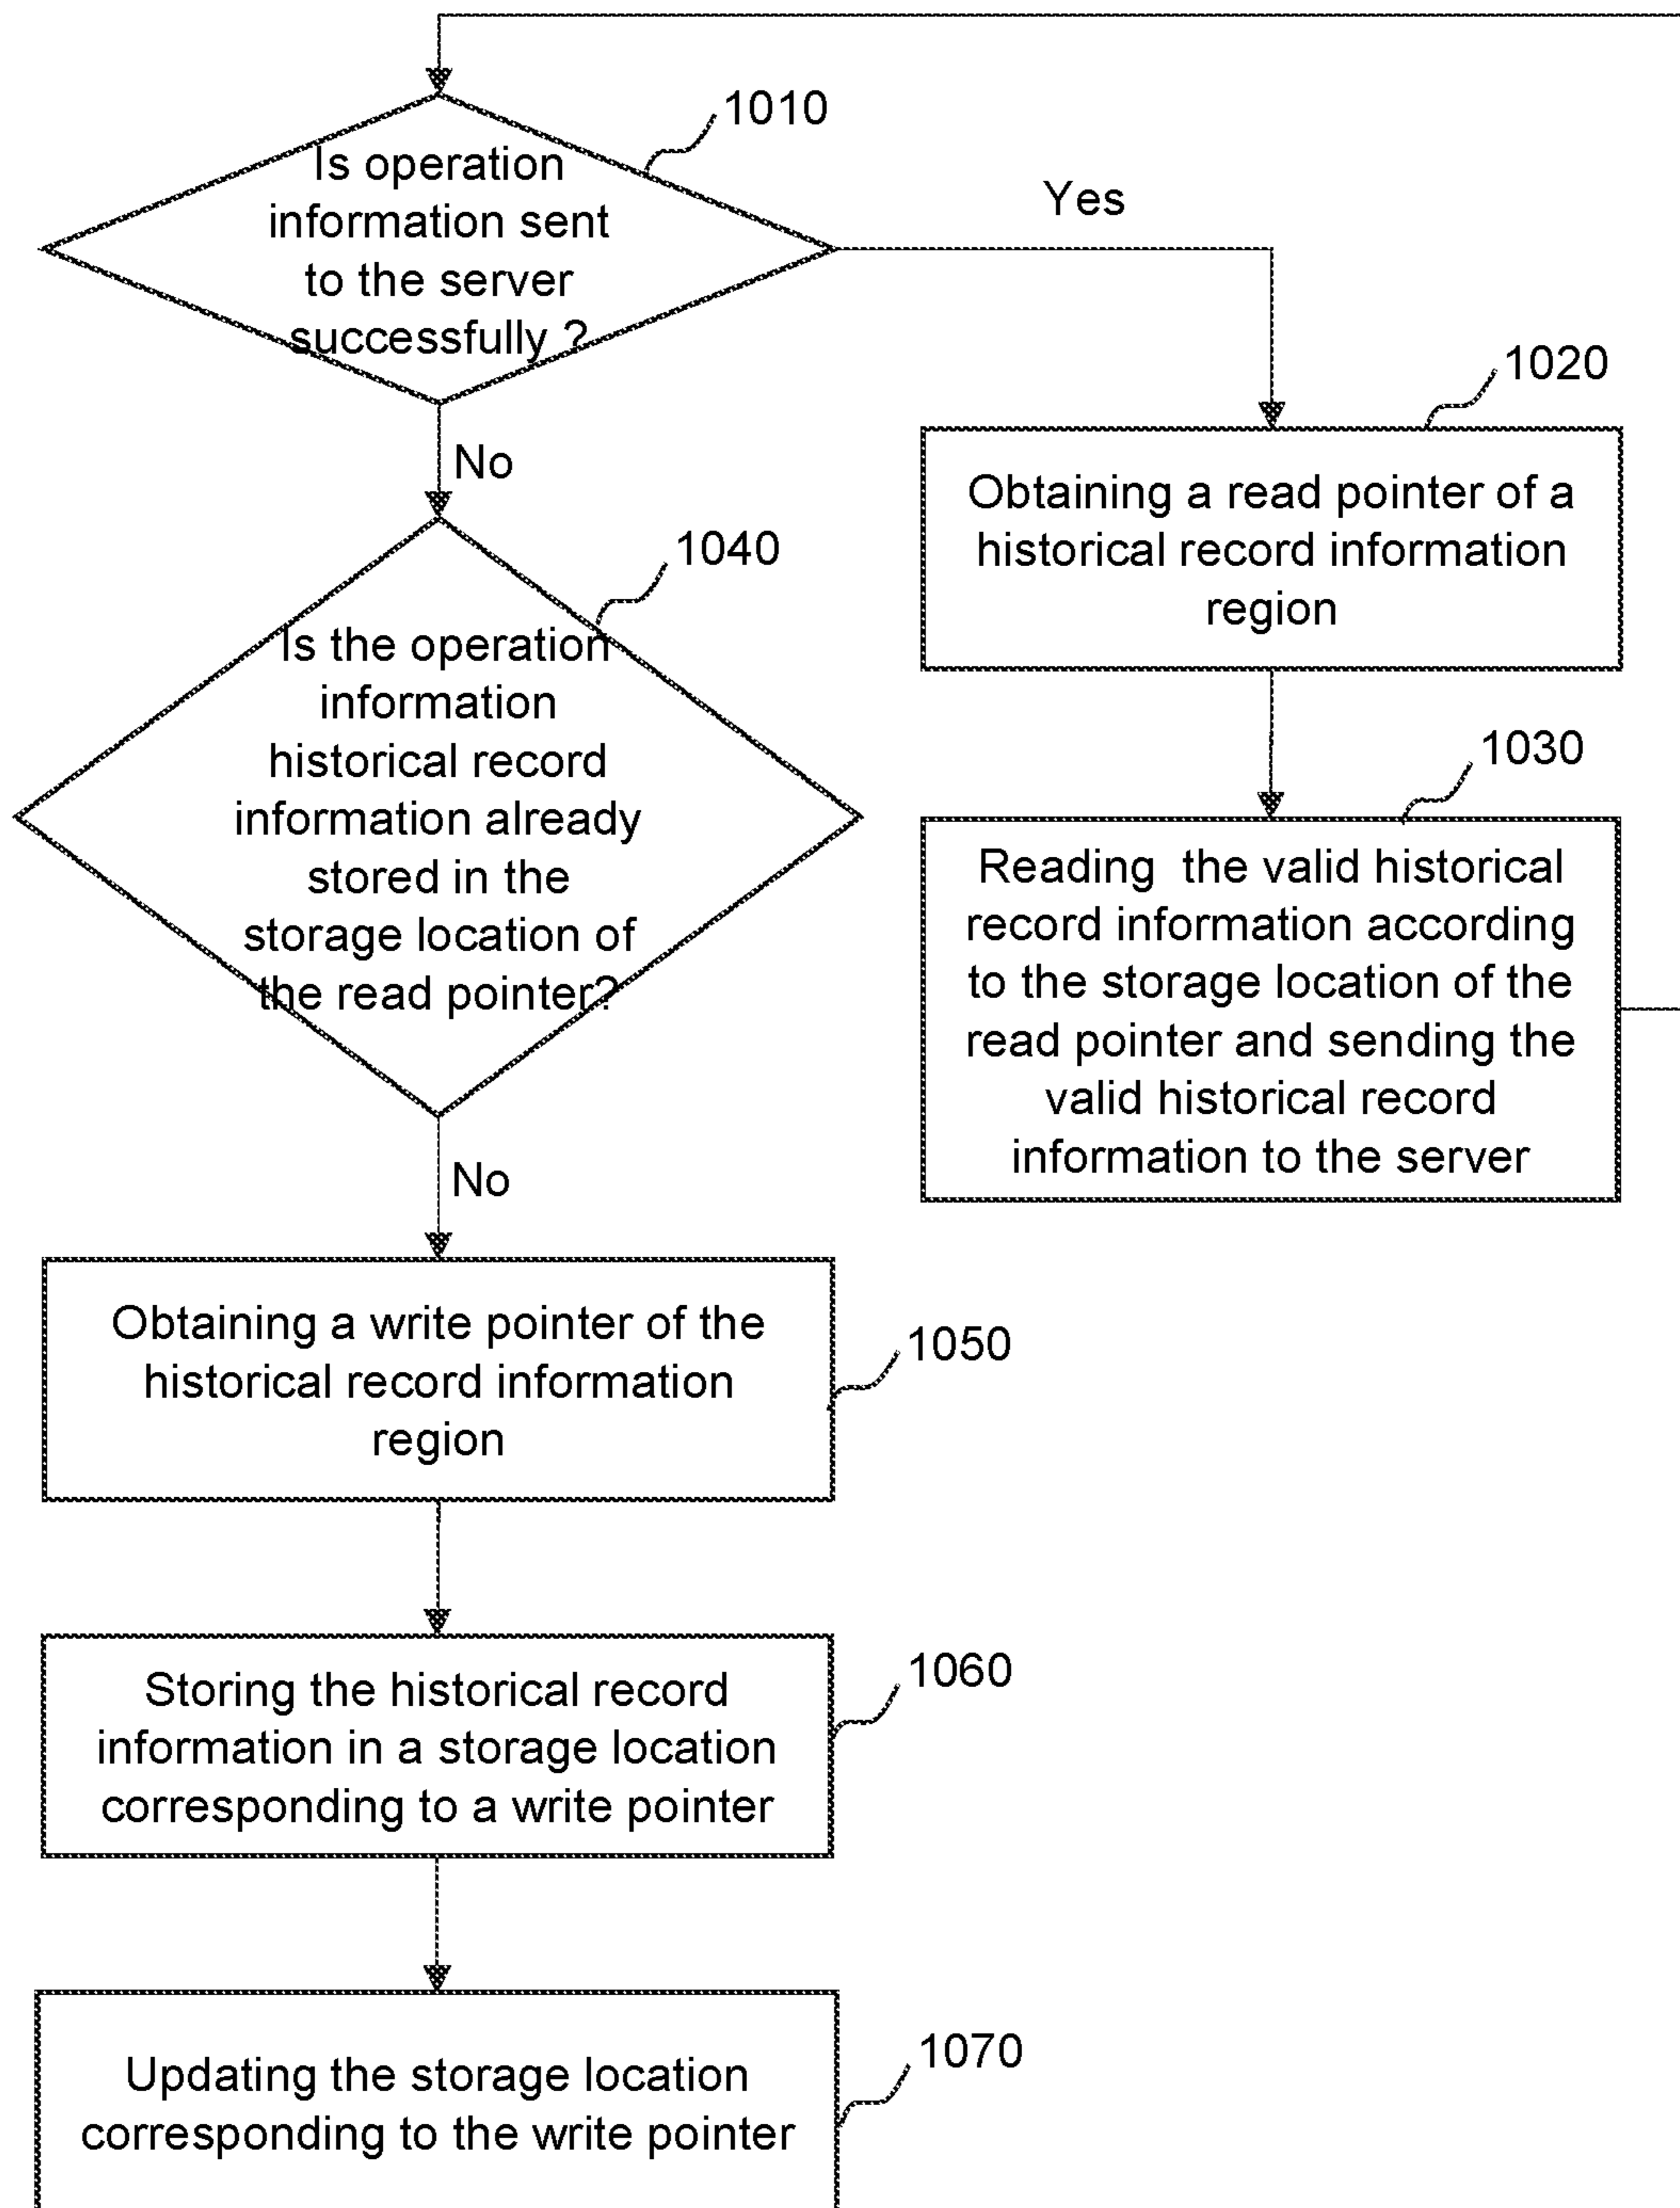 1010
Is operation
information sent
to the server
successfully ?
Yes
No
1020
Obtaining a read pointer of a
historical record information
region
1040
Is the operation
information
historical record
information already
stored in the
storage location of
the read pointer?
1030
Reading the valid historical
record information according
to the storage location of the
read pointer and sending the
valid historical record
information to the server
No
Obtaining a write pointer of the
historical record information
region
1050
Storing the historical record
information in a storage location
corresponding to a write pointer
1060
Updating the storage location
corresponding to the write pointer
1070